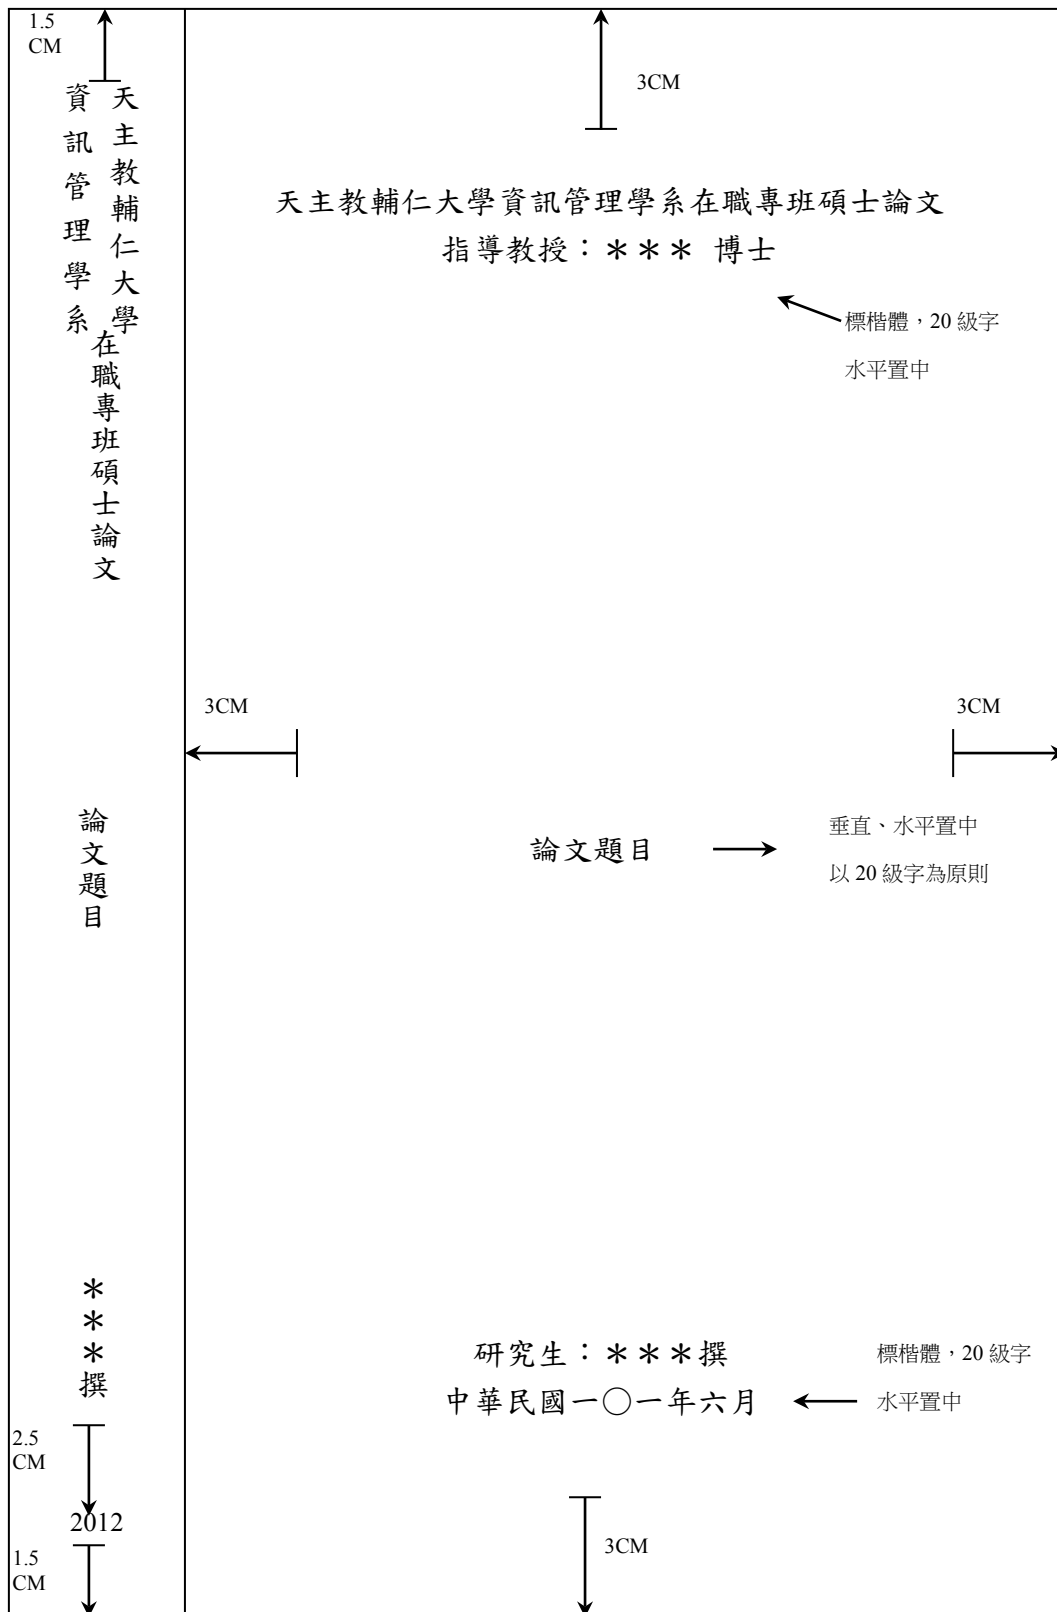 1.5
CM
天主教輔仁大學
資訊管理學系
在職專班碩士論文
論文題目
＊＊＊撰
2.5
CM
2012
1.5
CM
3CM
天主教輔仁大學資訊管理學系在職專班碩士論文
指導教授：＊＊＊ 博士
標楷體，20 級字
水平置中
3CM
3CM
論文題目
垂直、水平置中
以 20 級字為原則
研究生：＊＊＊撰
標楷體，20 級字
中華民國一○一年六月
水平置中
3CM